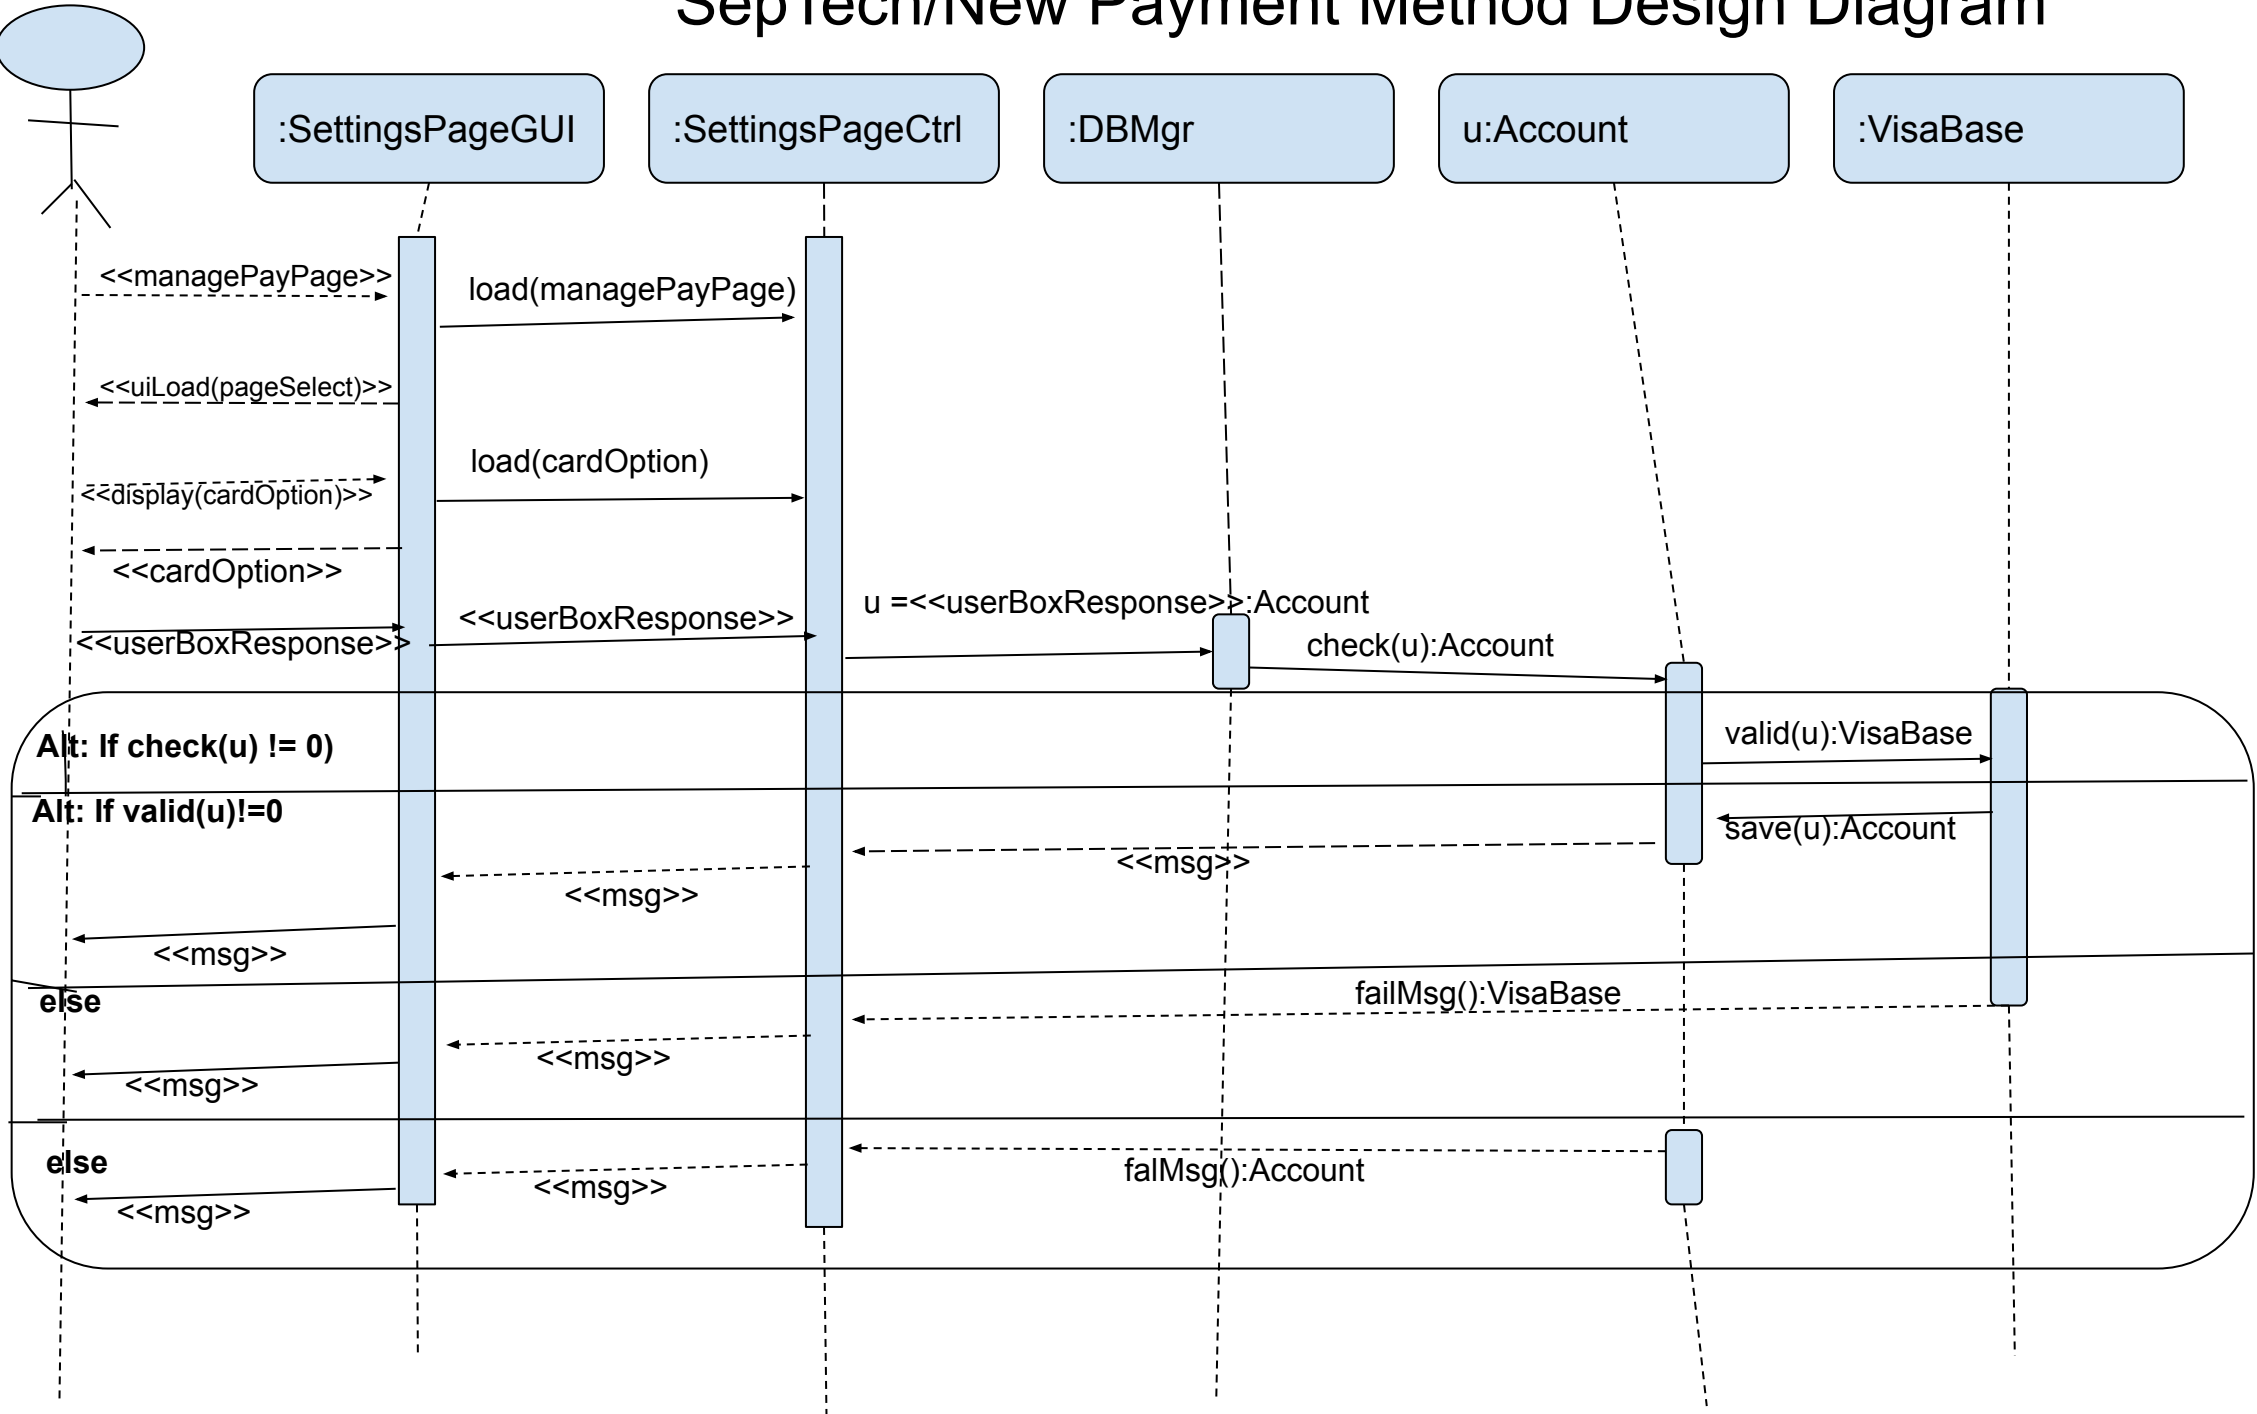 SepTech/New Payment Method Design Diagram
:SettingsPageGUI
:SettingsPageCtrl
:DBMgr
u:Account
:VisaBase
<<managePayPage>>
load(managePayPage)
<<uiLoad(pageSelect)>>
load(cardOption)
<<display(cardOption)>>
<<cardOption>>
<<userBoxResponse>>
<<userBoxResponse>>
u =<<userBoxResponse>>:Account
check(u):Account
Alt: If check(u) != 0)
valid(u):VisaBase
Alt: If valid(u)!=0
save(u):Account
<<msg>>
<<msg>>
<<msg>>
else
failMsg():VisaBase
<<msg>>
<<msg>>
else
falMsg():Account
<<msg>>
<<msg>>